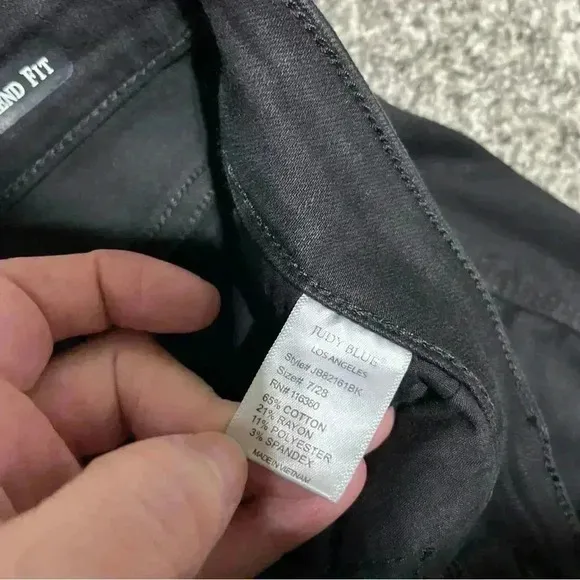 END FIT
JUDY BLUE
LOS ANGELES
Style# JB82161BK
Size#. 7/28
RN# 116360
65% COTTON
21% RAYON
11% POLYESTER
3% SPANDEX
MADE IN VIETNAM